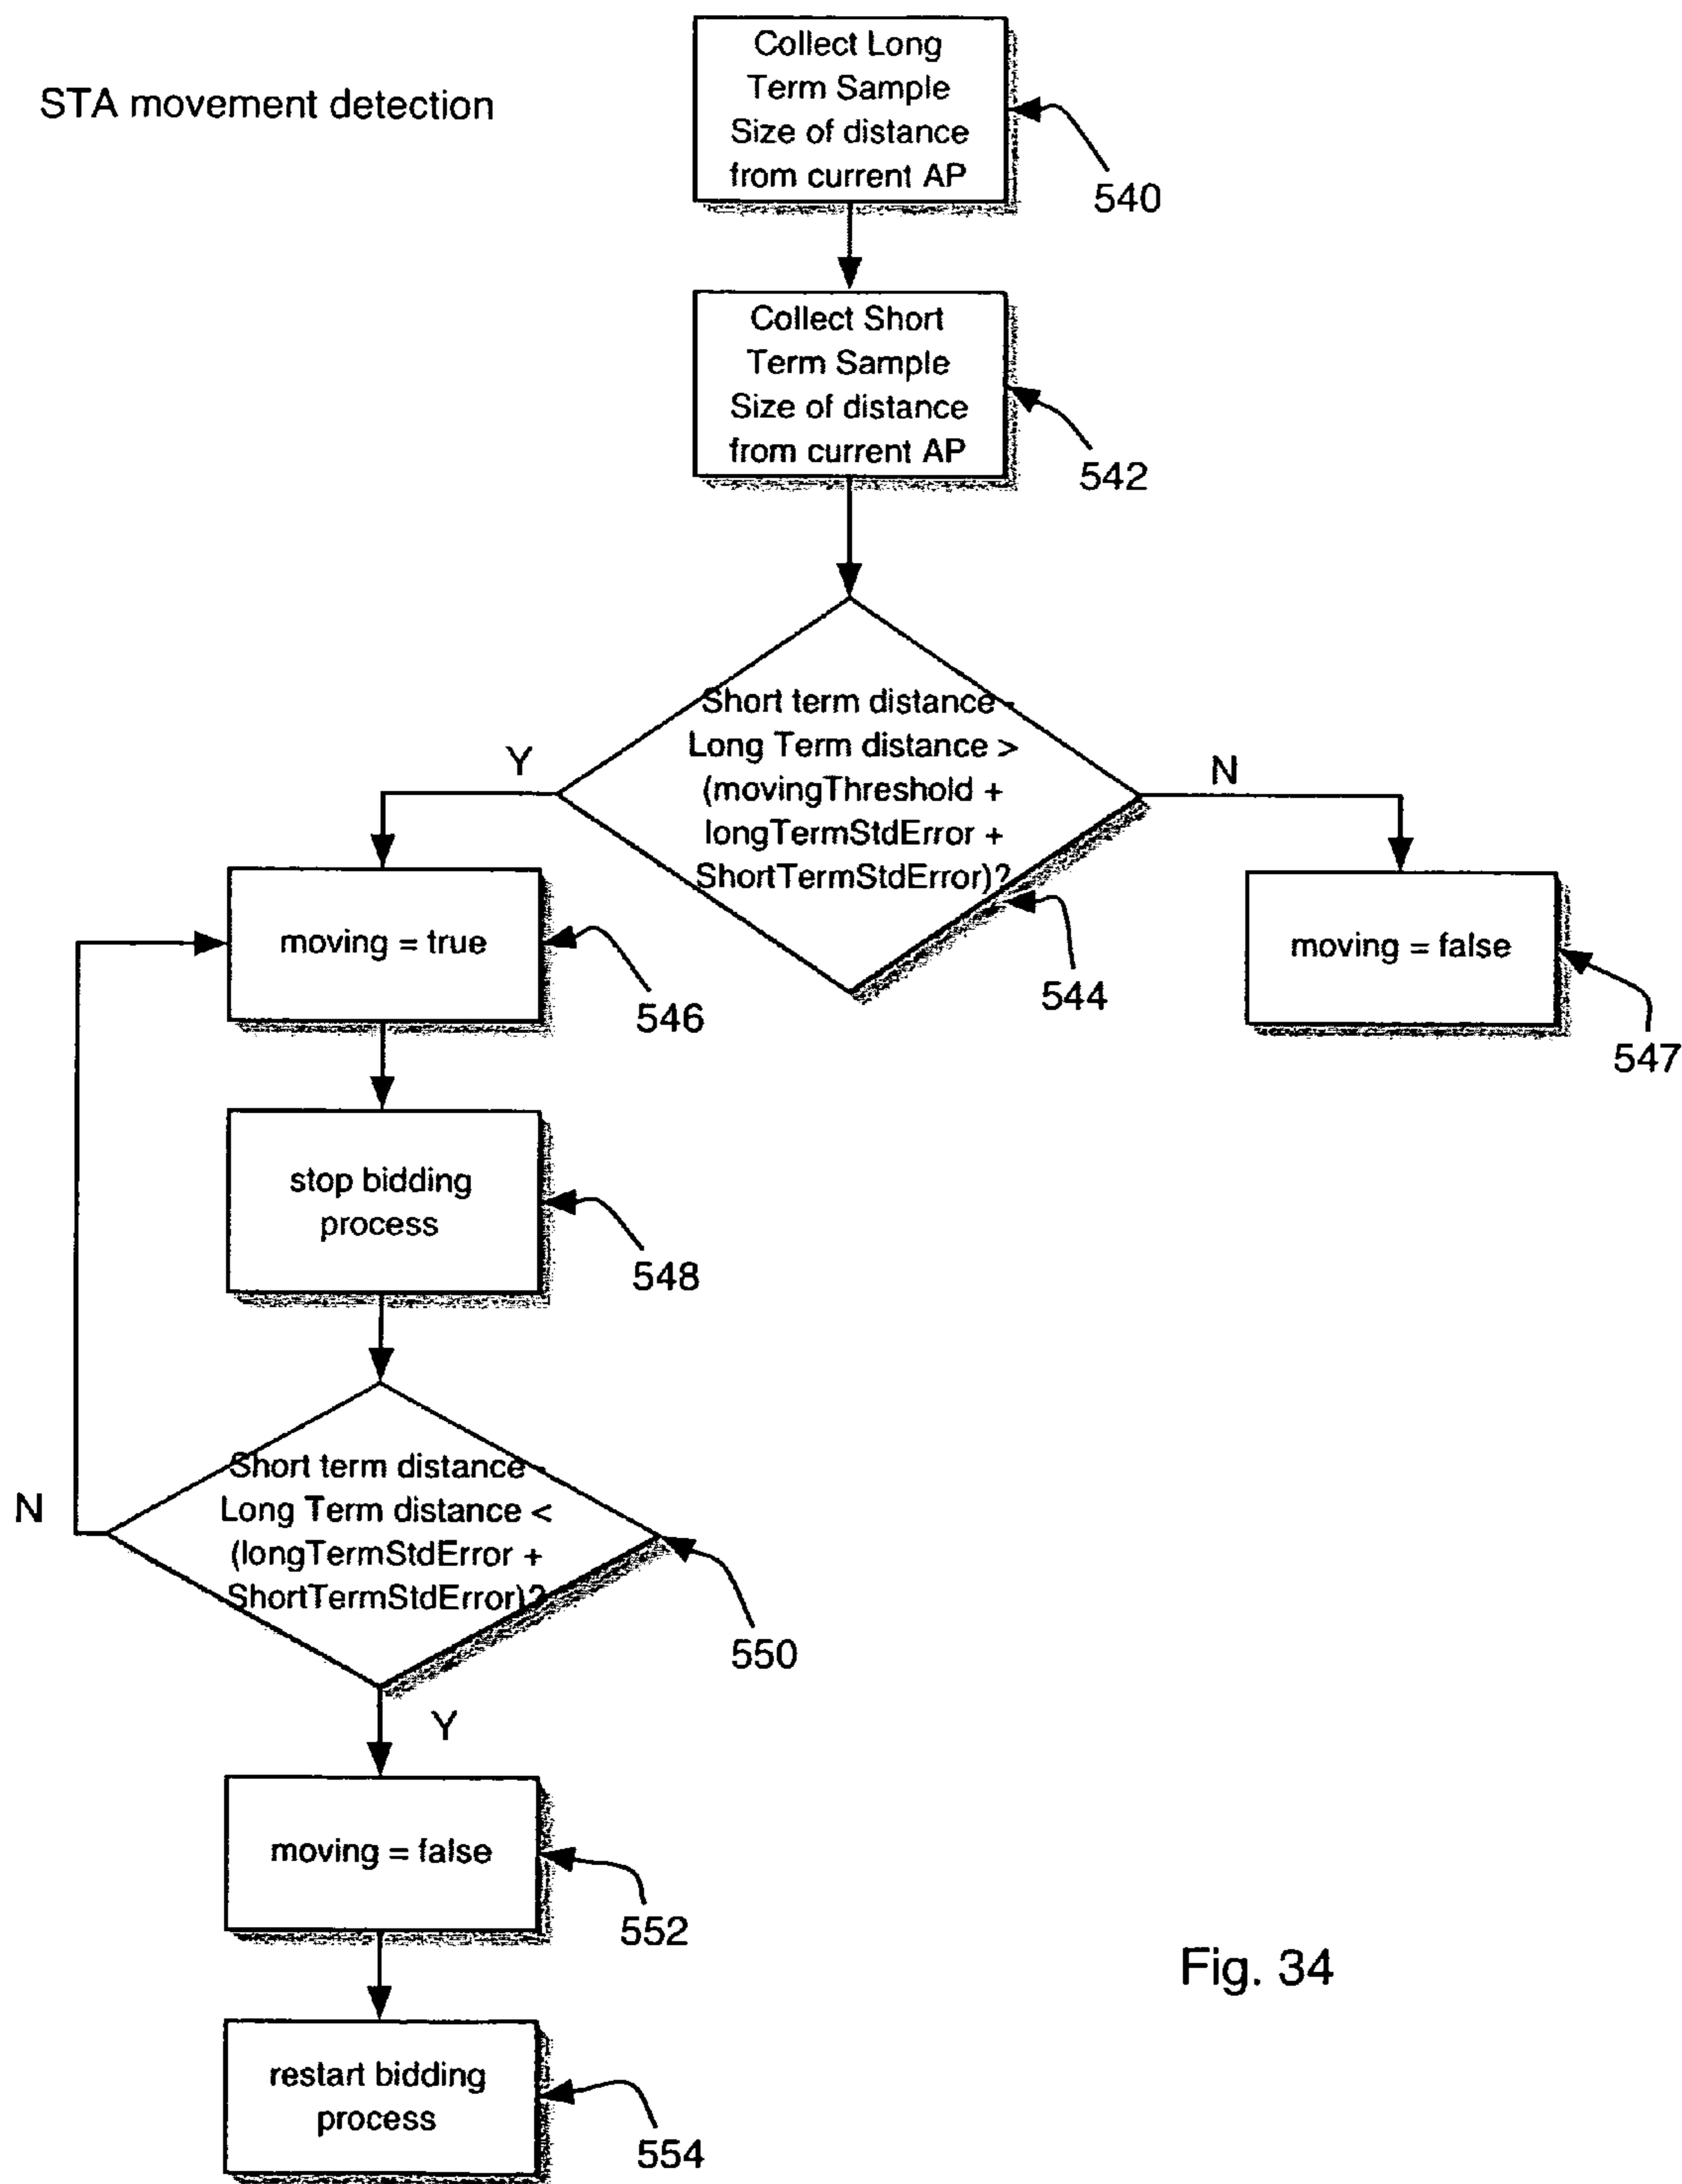 STA movement detection
Collect Long
Term Sample
Size of distance
from current AP
540
Collect Short
Term Sample
Size of distance
from current AP
542
Short term distance -
Long Term distance >
(movingThreshold +
longTermStdError +
ShortTermStdError)?
Y
N
544
moving = true
546
moving = false
547
stop bidding
process
548
Short term distance -
Long Term distance <
(longTermStdError +
ShortTermStdError)?
N
550
Y
moving = false
552
restart bidding
process
554
Fig. 34